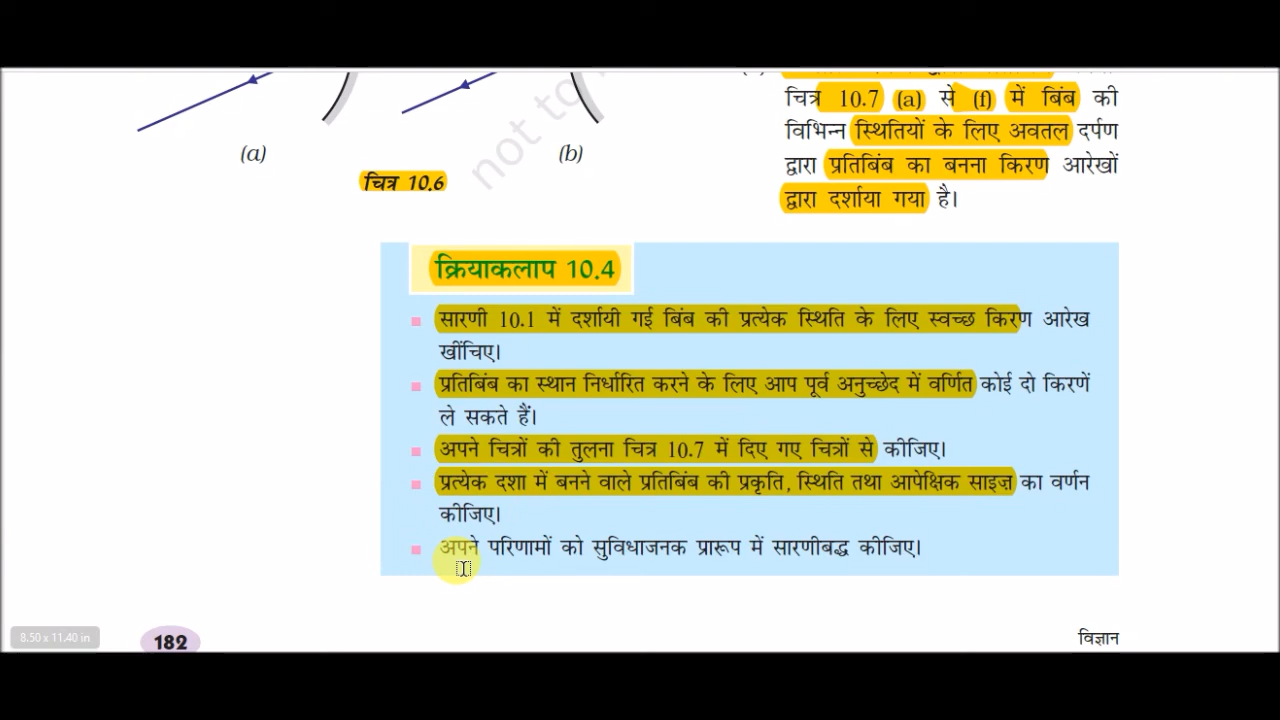 चित्र 10.7 (a) से (f) में बिंब की
विभिन्न स्थितियों के लिए अवतल दर्पण
द्वारा प्रतिबिंब का बनना किरण आरेखों
द्वारा दर्शाया गया है।
(a)
(b)
चित्र 10.6
not to
क्रियाकलाप 10.4
सारणी 10.1 में दर्शायी गई बिंब की प्रत्येक स्थिति के लिए स्वच्छ किरण आरेख
खींचिए।
प्रतिबिंब का स्थान निर्धारित करने के लिए आप पूर्व अनुच्छेद में वर्णित कोई दो किरणें
ले सकते हैं।
अपने चित्रों की तुलना चित्र 10.7 में दिए गए चित्रों से कीजिए।
प्रत्येक दशा में बनने वाले प्रतिबिंब की प्रकृति, स्थिति तथा आपेक्षिक साइज़ का वर्णन
कीजिए।
अपने परिणामों को सुविधाजनक प्रारूप में सारणीबद्ध कीजिए।
8.50 x 11.40 in
182
विज्ञान